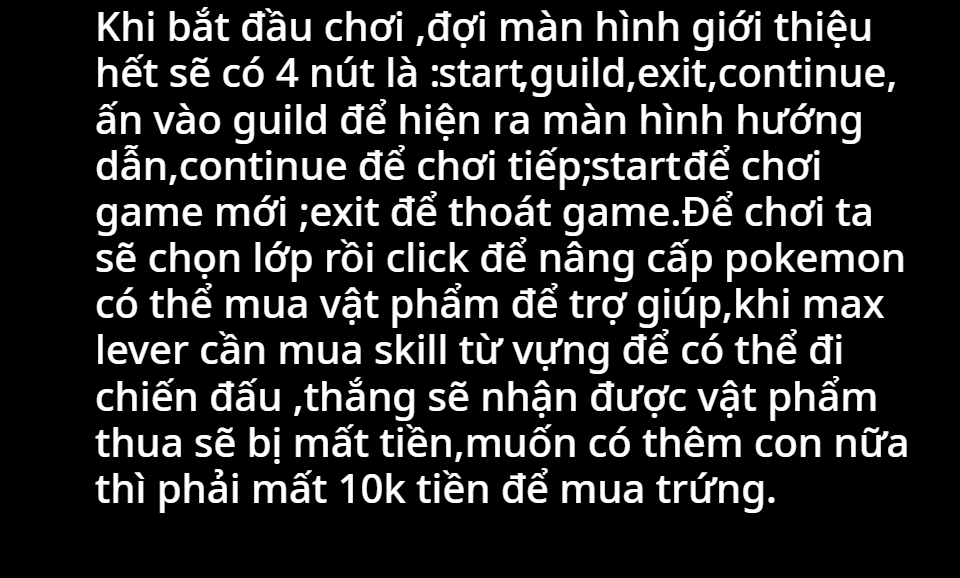 Khi bắt đầu chơi ,đợi màn hình giới thiệu
hết sẽ có 4 nút là :start,guild,exit,continue,
ấn vào guild để hiện ra màn hình hướng
dẫn,continue để chơi tiếp;startđể chơi
game mới ;exit để thoát game.Để chơi ta
sẽ chọn lớp rồi click để nâng cấp pokemon
có thể mua vật phẩm để trợ giúp,khi max
lever cần mua skill từ vựng để có thể đi
chiến đấu ,thắng sẽ nhận được vật phẩm
thua sẽ bị mất tiền,muốn có thêm con nữa
thì phải mất 10k tiền để mua trứng.